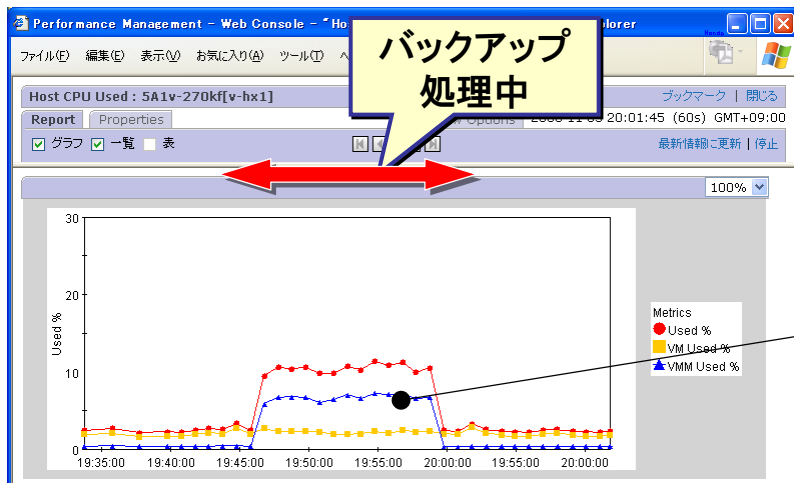 Performance Management - Web Console - "Ho
orer
バックアップ
処理中
ファイル(F) 編集(E) 表示(V) お気に入り(A) ツール(T)
Host CPU Used : 5A1v-270kf[v-hx1]
ブックマーク | 閉じる
Report Properties
Options
20:01:45 (60s) GMT+09:00
グラフ 一覧 表
最新情報に更新 | 停止
100%
30
20
10
0
Used %
19:35:00 19:40:00 19:45:00 19:50:00 19:55:00 20:00:00 19:55:00 20:00:00
Metrics
Used %
VM Used %
VMM Used %